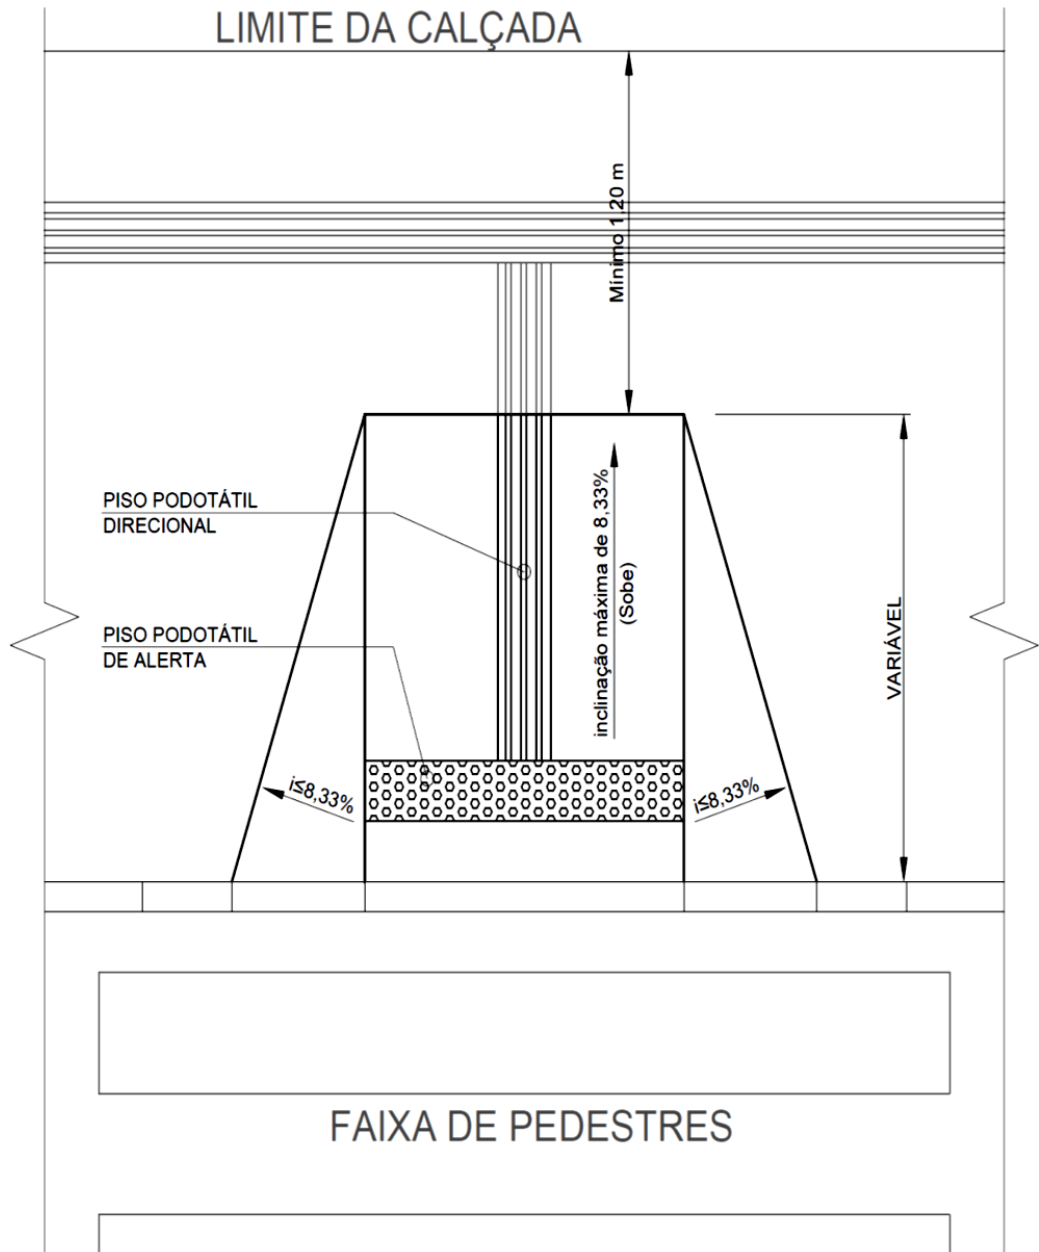 LIMITE DA CALÇADA
Mínimo 1,20 m
PISO PODOTÁTIL
DIRECIONAL
inclinação máxima de 8,33%
(Sobe)
PISO PODOTÁTIL
DE ALERTA
VARIÁVEL
i≤8,33%
i≤8,33%
FAIXA DE PEDESTRES